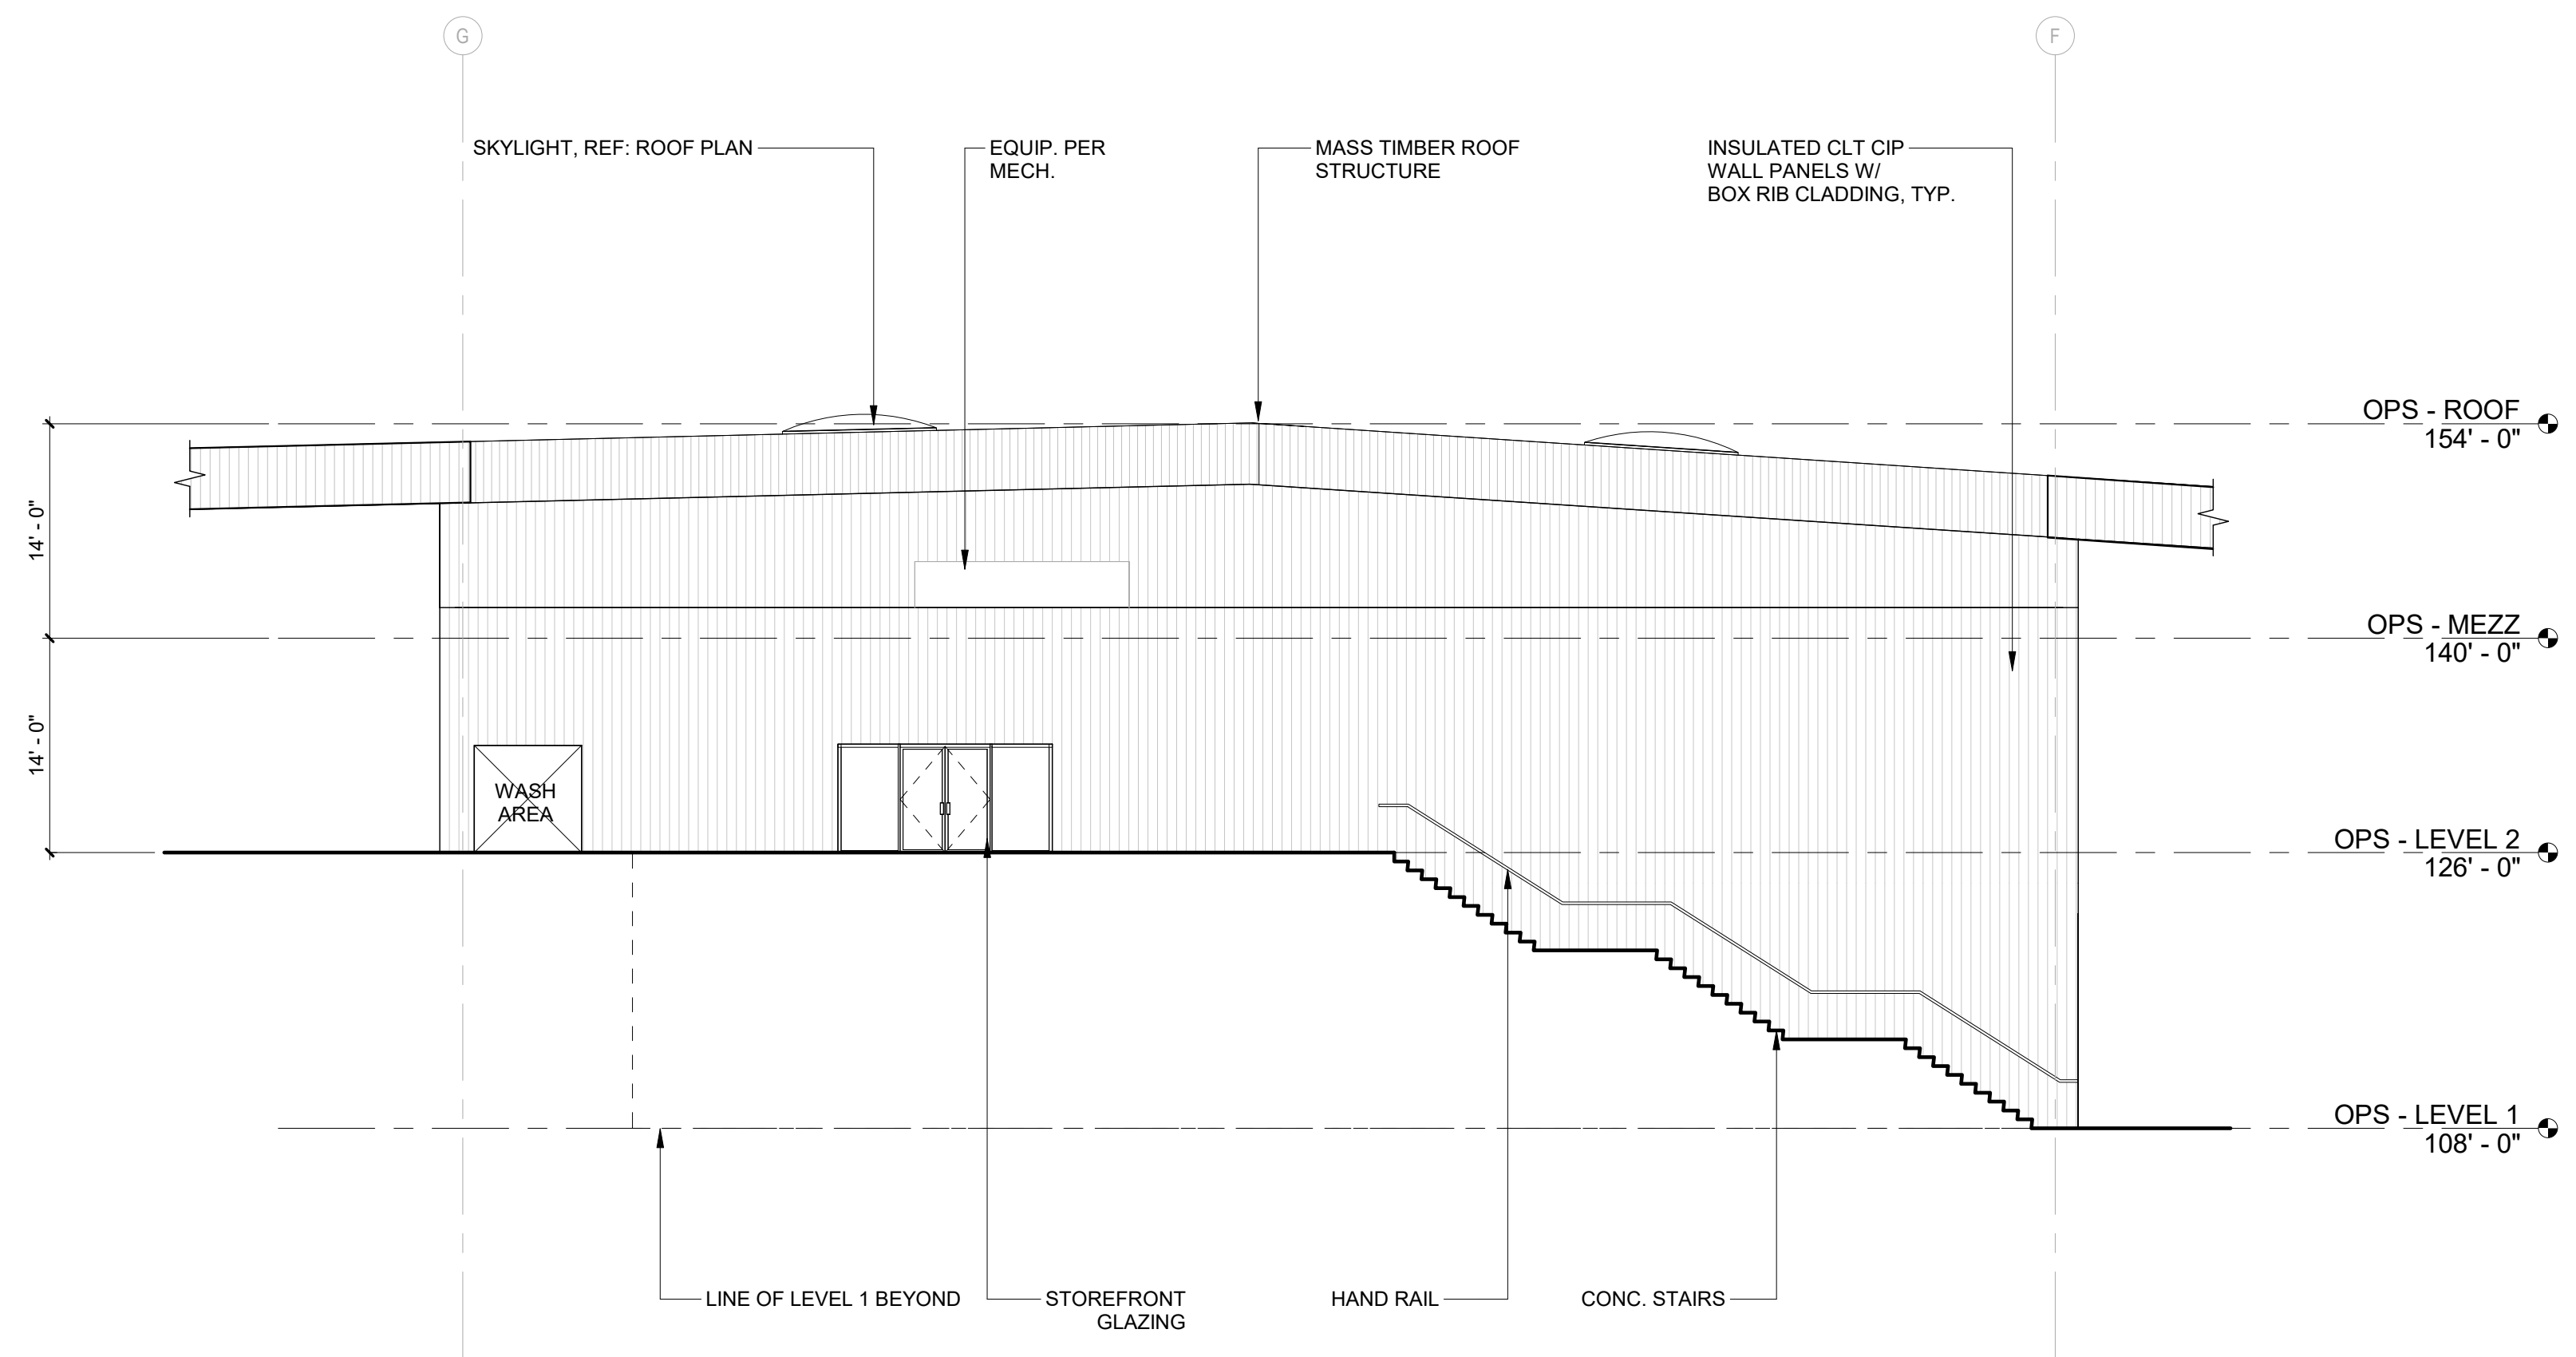 G
F
SKYLIGHT, REF: ROOF PLAN
EQUIP. PER
MECH.
MASS TIMBER ROOF
STRUCTURE
INSULATED CLT CIP
WALL PANELS W/
BOX RIB CLADDING, TYP.
OPS - ROOF
154' - 0"
14' - 0"
OPS - MEZZ
140' - 0"
14' - 0"
WASH
AREA
OPS - LEVEL 2
126' - 0"
OPS - LEVEL 1
108' - 0"
LINE OF LEVEL 1 BEYOND
STOREFRONT
GLAZING
HAND RAIL
CONC. STAIRS